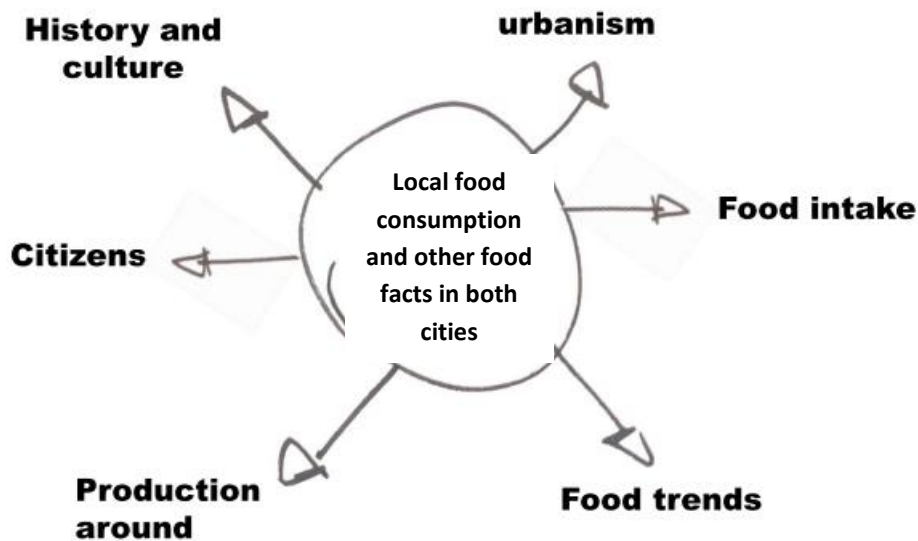 History and
culture
urbanism
Local food
consumption
and other food
facts in both
cities
Food intake
Citizens
Production
around
Food trends